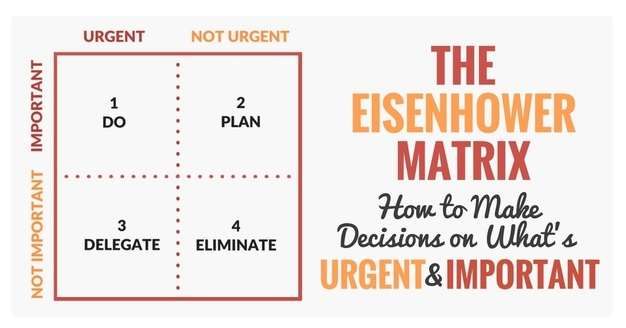 URGENT
NOT URGENT
IMPORTANT
1
DO
2
PLAN
NOT IMPORTANT
3
DELEGATE
4
ELIMINATE
THE
EISENHOWER
MATRIX
How to Make
Decisions on What's
URGENT & IMPORTANT